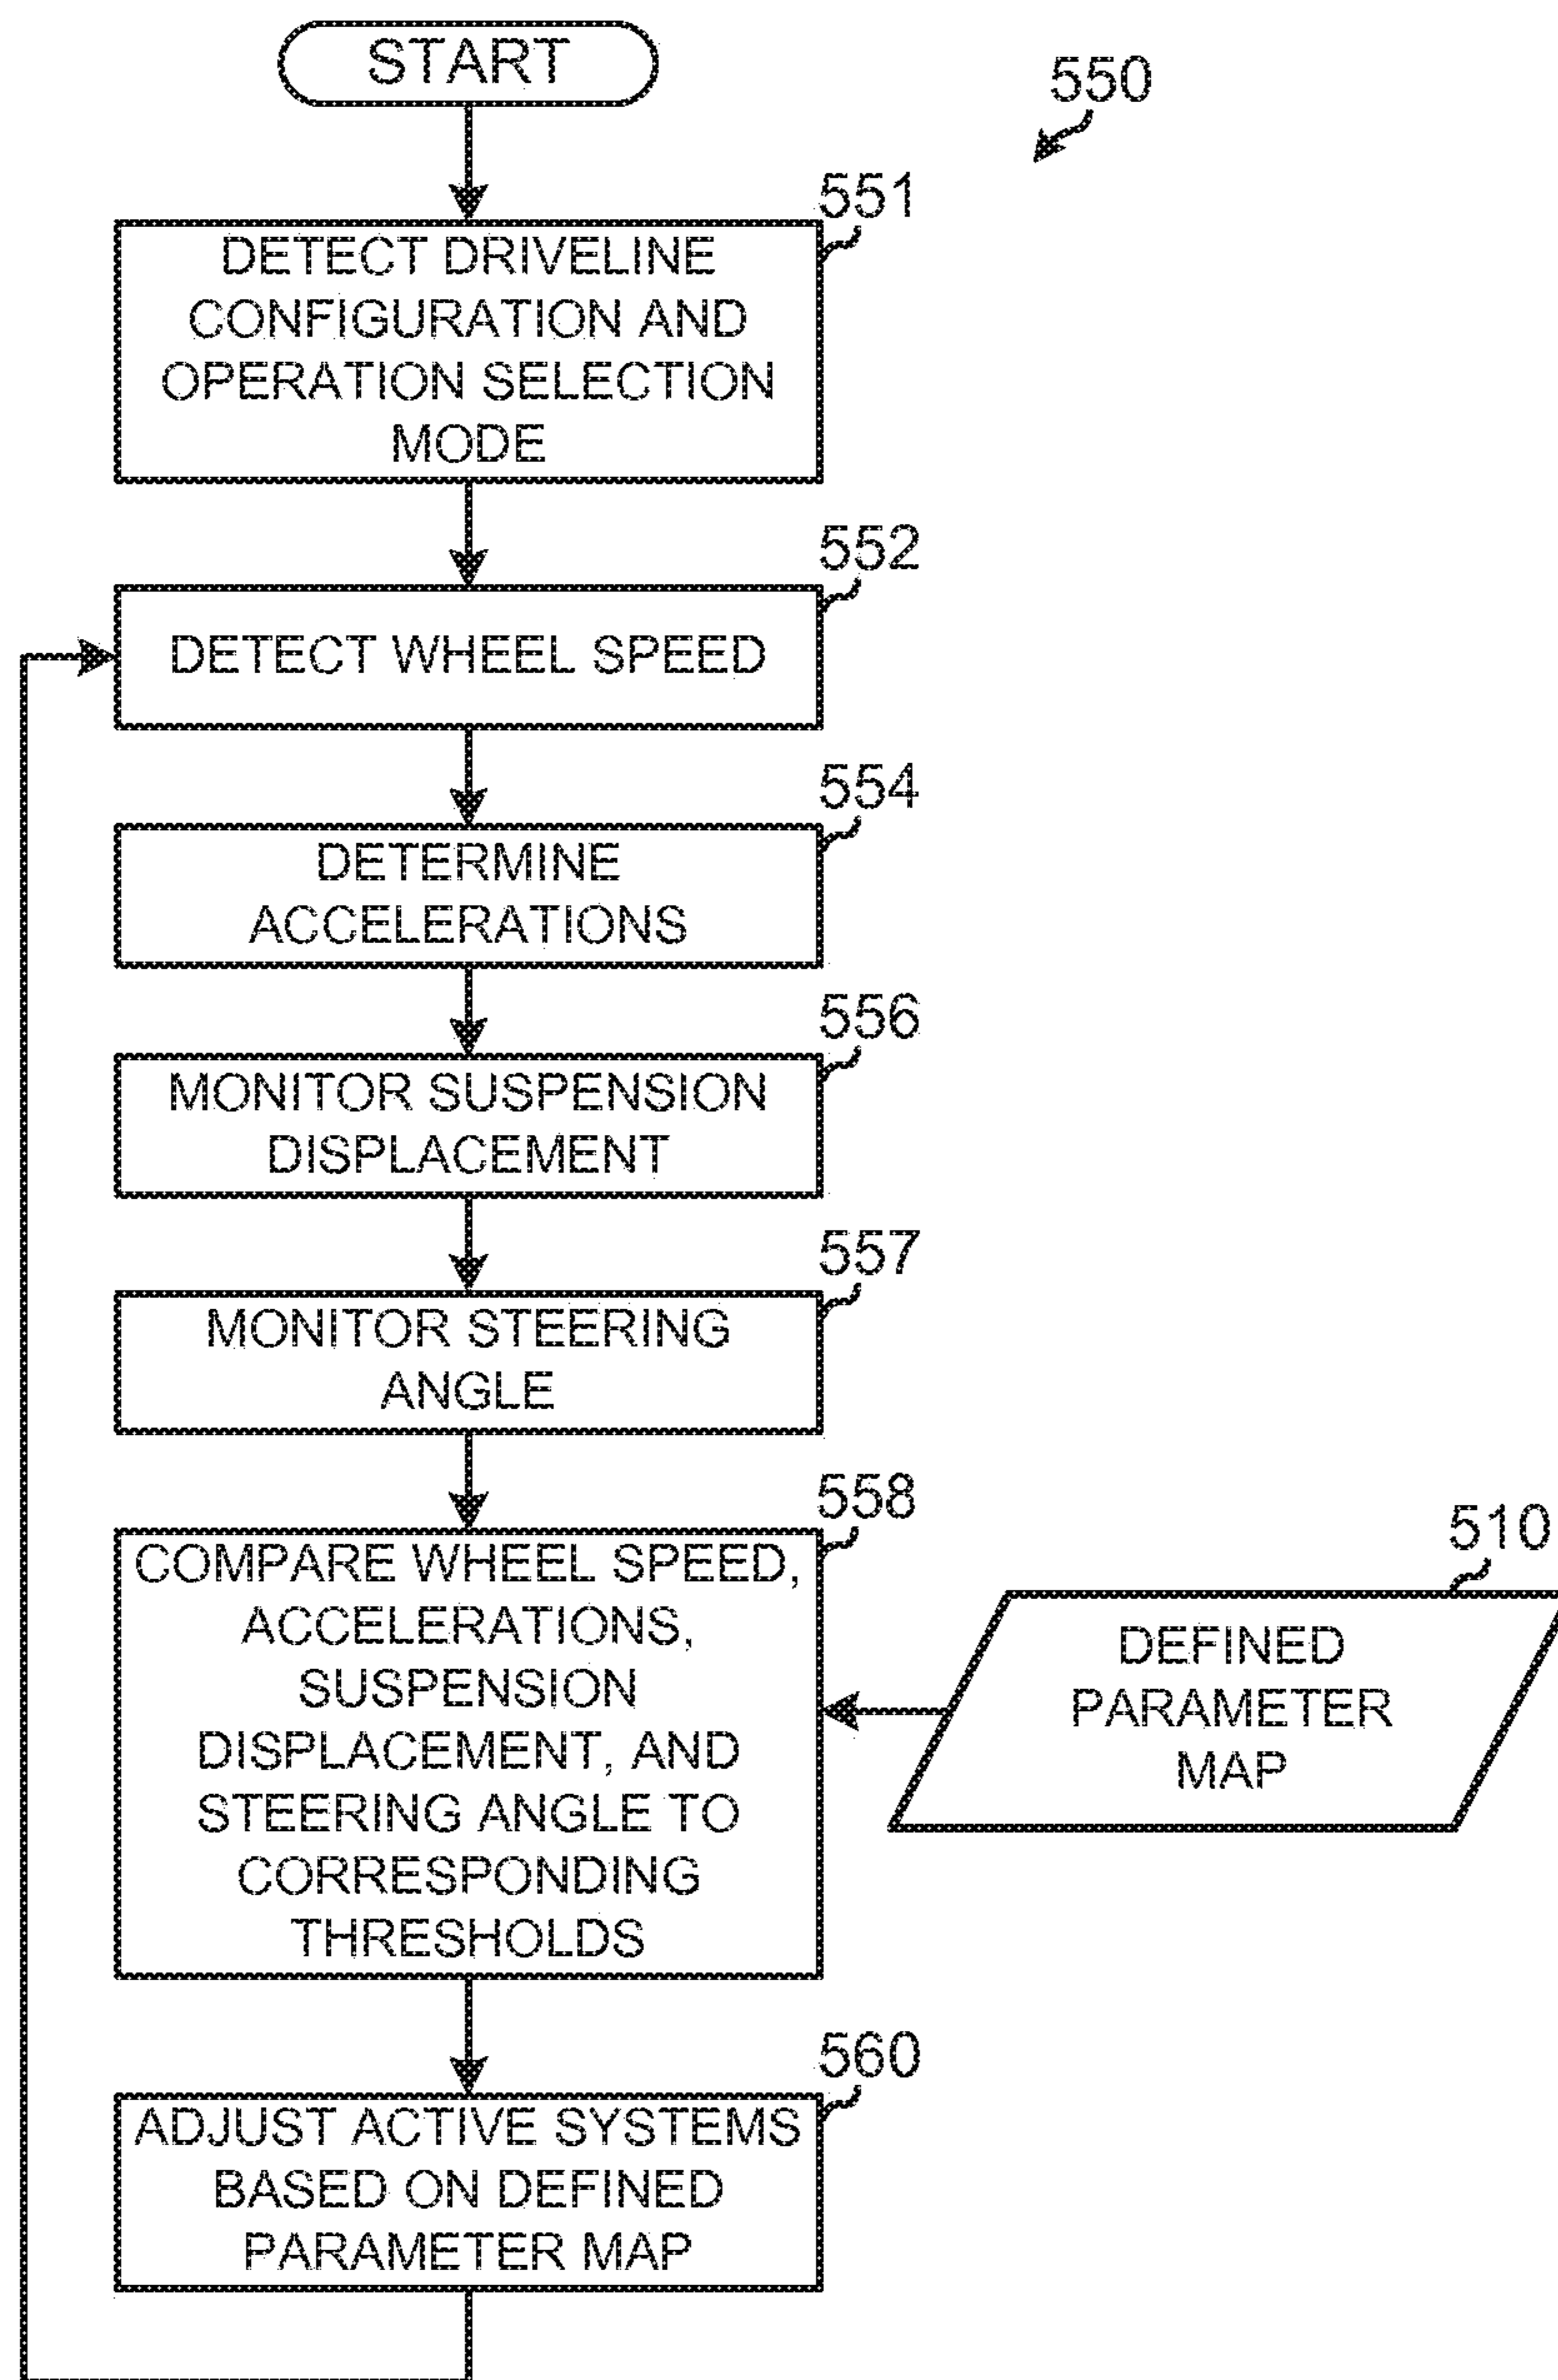 START
550
551
DETECT DRIVELINE
CONFIGURATION AND
OPERATION SELECTION
MODE
552
DETECT WHEEL SPEED
554
DETERMINE
ACCELERATIONS
556
MONITOR SUSPENSION
DISPLACEMENT
557
MONITOR STEERING
ANGLE
558
COMPARE WHEEL SPEED,
ACCELERATIONS,
SUSPENSION
DISPLACEMENT, AND
STEERING ANGLE TO
CORRESPONDING
THRESHOLDS
510
DEFINED
PARAMETER
MAP
560
ADJUST ACTIVE SYSTEMS
BASED ON DEFINED
PARAMETER MAP